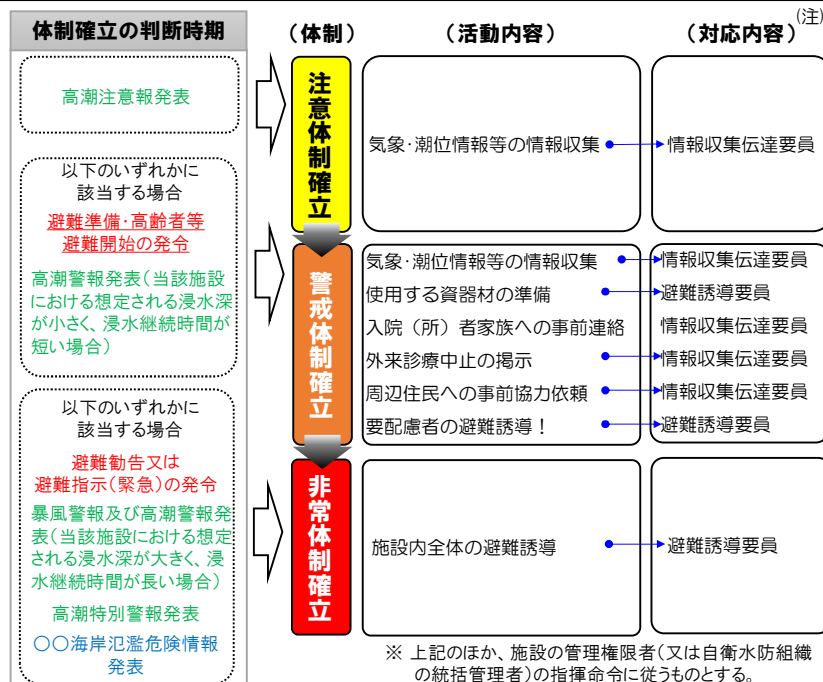 (注)
体制確立の判断時期
（体制）
（活動内容）
（対応内容）
高潮注意報発表
注意体制確立
気象･潮位情報等の情報収集
情報収集伝達要員
以下のいずれかに
該当する場合
避難準備･高齢者等
避難開始の発令
高潮警報発表(当該施設
における想定される浸水深
が小さく、浸水継続時間が
短い場合)
警戒体制確立
気象･潮位情報等の情報収集
情報収集伝達要員
使用する資器材の準備
避難誘導要員
入院（所）者家族への事前連絡
情報収集伝達要員
外来診療中止の掲示
情報収集伝達要員
周辺住民への事前協力依頼
情報収集伝達要員
要配慮者の避難誘導！
避難誘導要員
以下のいずれかに
該当する場合
避難勧告又は
避難指示(緊急)の発令
暴風警報及び高潮警報発
表(当該施設における想定
される浸水深が大きく、浸
水継続時間が長い場合)
高潮特別警報発表
〇〇海岸氾濫危険情報
発表
非常体制確立
施設内全体の避難誘導
避難誘導要員
※ 上記のほか、施設の管理権限者(又は自衛水防組織
の統括管理者)の指揮命令に従うものとする。